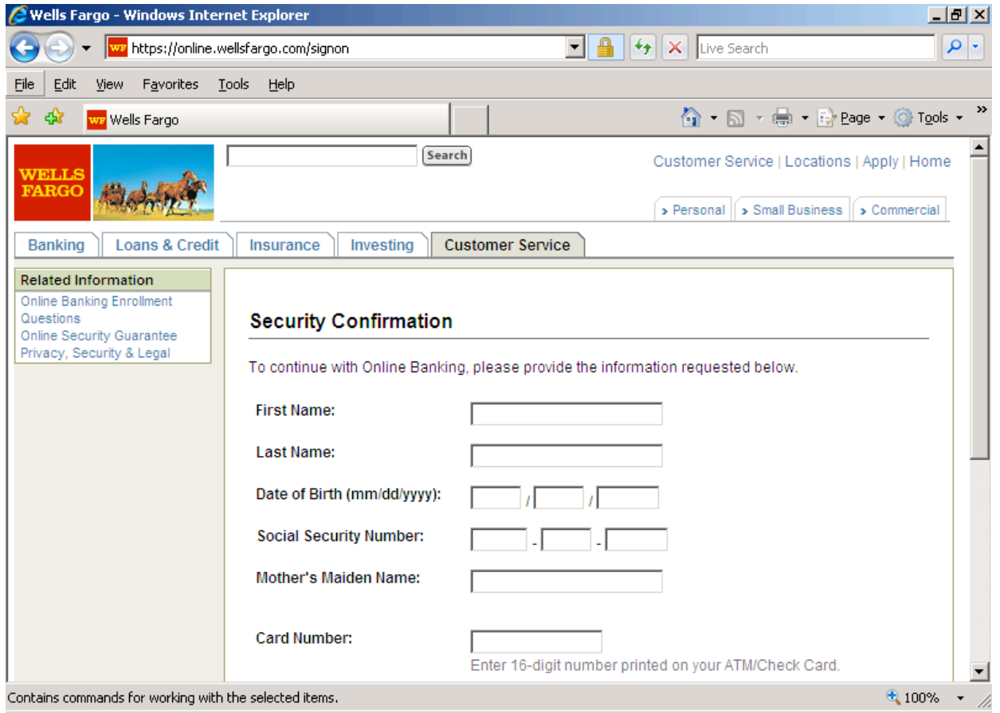 Wells Fargo - Windows Internet Explorer
WF https://online.wellsfargo.com/signon Live Search
File Edit View Favorites Tools Help
WF Wells Fargo Page Tools »
WELLS
FARGO
Search
Customer Service | Locations | Apply | Home
Personal Small Business Commercial
Banking Loans & Credit Insurance Investing Customer Service
Related Information
Online Banking Enrollment
Questions
Online Security Guarantee
Privacy, Security & Legal
Security Confirmation
To continue with Online Banking, please provide the information requested below.
First Name:
Last Name:
Date of Birth (mm/dd/yyyy): / /
Social Security Number: - -
Mother's Maiden Name:
Card Number:
Enter 16-digit number printed on your ATM/Check Card.
Contains commands for working with the selected items. 100%